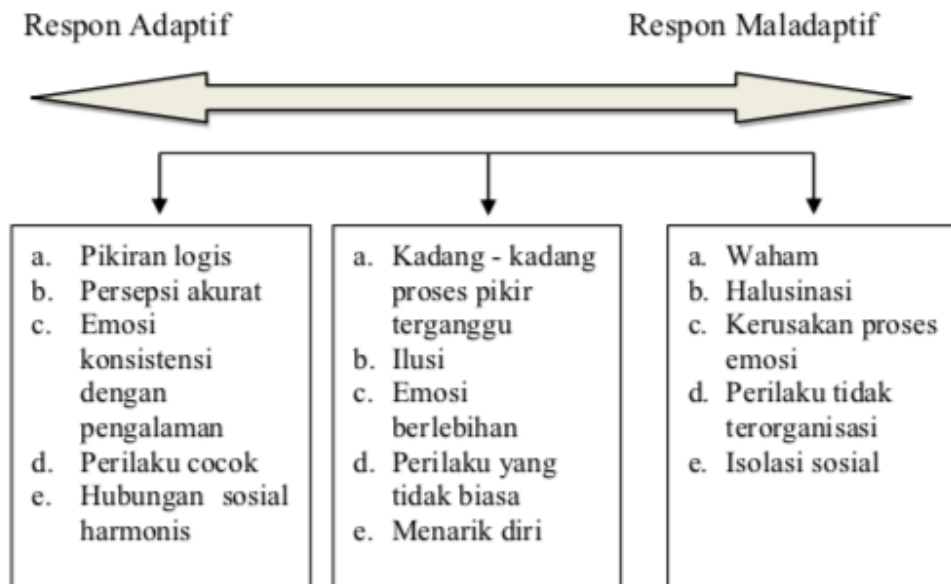 Respon Adaptif
Respon Maladaptif
a. Pikiran logis
b. Persepsi akurat
c. Emosi
konsistensi
dengan
pengalaman
d. Perilaku cocok
e. Hubungan sosial
harmonis
a. Kadang - kadang
proses pikir
terganggu
b. Ilusi
c. Emosi
berlebihan
d. Perilaku yang
tidak biasa
e. Menarik diri
a. Waham
b. Halusinasi
c. Kerusakan proses
emosi
d. Perilaku tidak
terorganisasi
e. Isolasi sosial